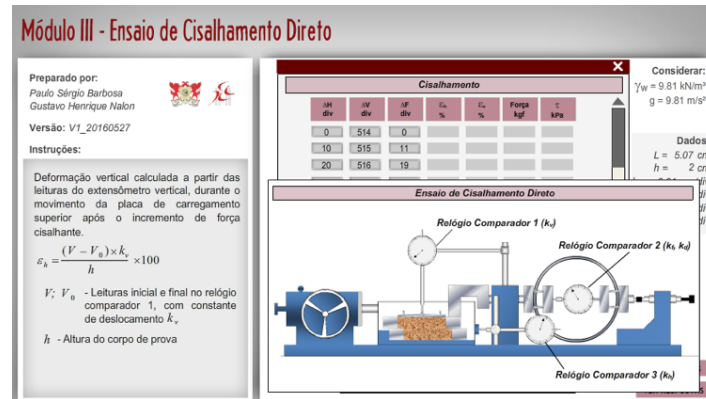 Módulo III - Ensaio de Cisalhamento Direto
Preparado por:
Paulo Sérgio Barbosa
Gustavo Henrique Nalon
Versão: V1_20160527
Instruções:
Deformação vertical calculada a partir das
leituras do extensômetro vertical, durante o
movimento da placa de carregamento
superior após o incremento de força
cisalhante.
εh = (V − V0) × kv / h × 100
V; V0 - Leituras inicial e final no relógio
comparador 1, com constante
de deslocamento kv
h - Altura do corpo de prova
X
Cisalhamento
ΔH div ΔV div ΔF div εh % εv % Força kgf τ kPa
0 514 0
10 515 11
20 516 19
Considerar:
γw = 9.81 kN/m³
g = 9.81 m/s²
Dados
L = 5.07 cm
h = 2 cm
Ensaio de Cisalhamento Direto
Relógio Comparador 1 (kv)
Relógio Comparador 2 (kf, kd)
Relógio Comparador 3 (kh)